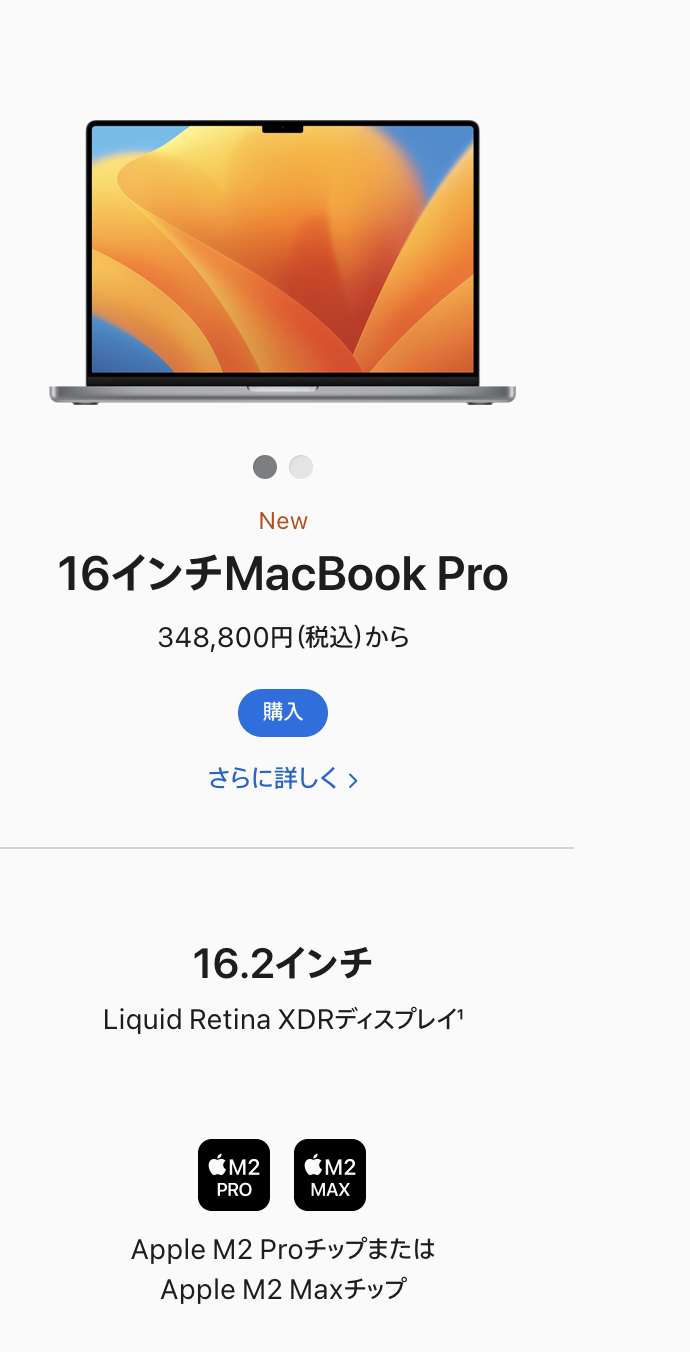 New
16インチMacBook Pro
348,800円(税込)から
購入
さらに詳しく >
16.2インチ
Liquid Retina XDRディスプレイ¹
M2 M2
PRO MAX
Apple M2 Proチップまたは
Apple M2 Maxチップ